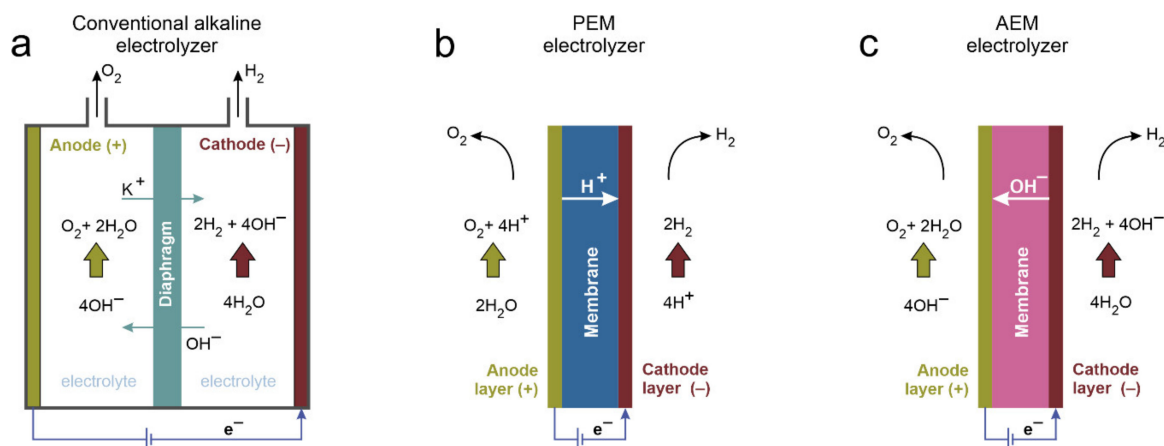 a
Conventional alkaline
electrolyzer
O₂
H₂
Anode (+)
Cathode (–)
K⁺
O₂+ 2H₂O
2H₂ + 4OH⁻
Diaphragm
4OH⁻
4H₂O
OH⁻
electrolyte
electrolyte
e⁻
b
PEM
electrolyzer
O₂
H₂
H⁺
O₂+ 4H⁺
2H₂
Membrane
2H₂O
4H⁺
Anode
layer (+)
Cathode
layer (–)
e⁻
c
AEM
electrolyzer
O₂
H₂
OH⁻
O₂+ 2H₂O
2H₂ + 4OH⁻
Membrane
4OH⁻
4H₂O
Anode
layer (+)
Cathode
layer (–)
e⁻